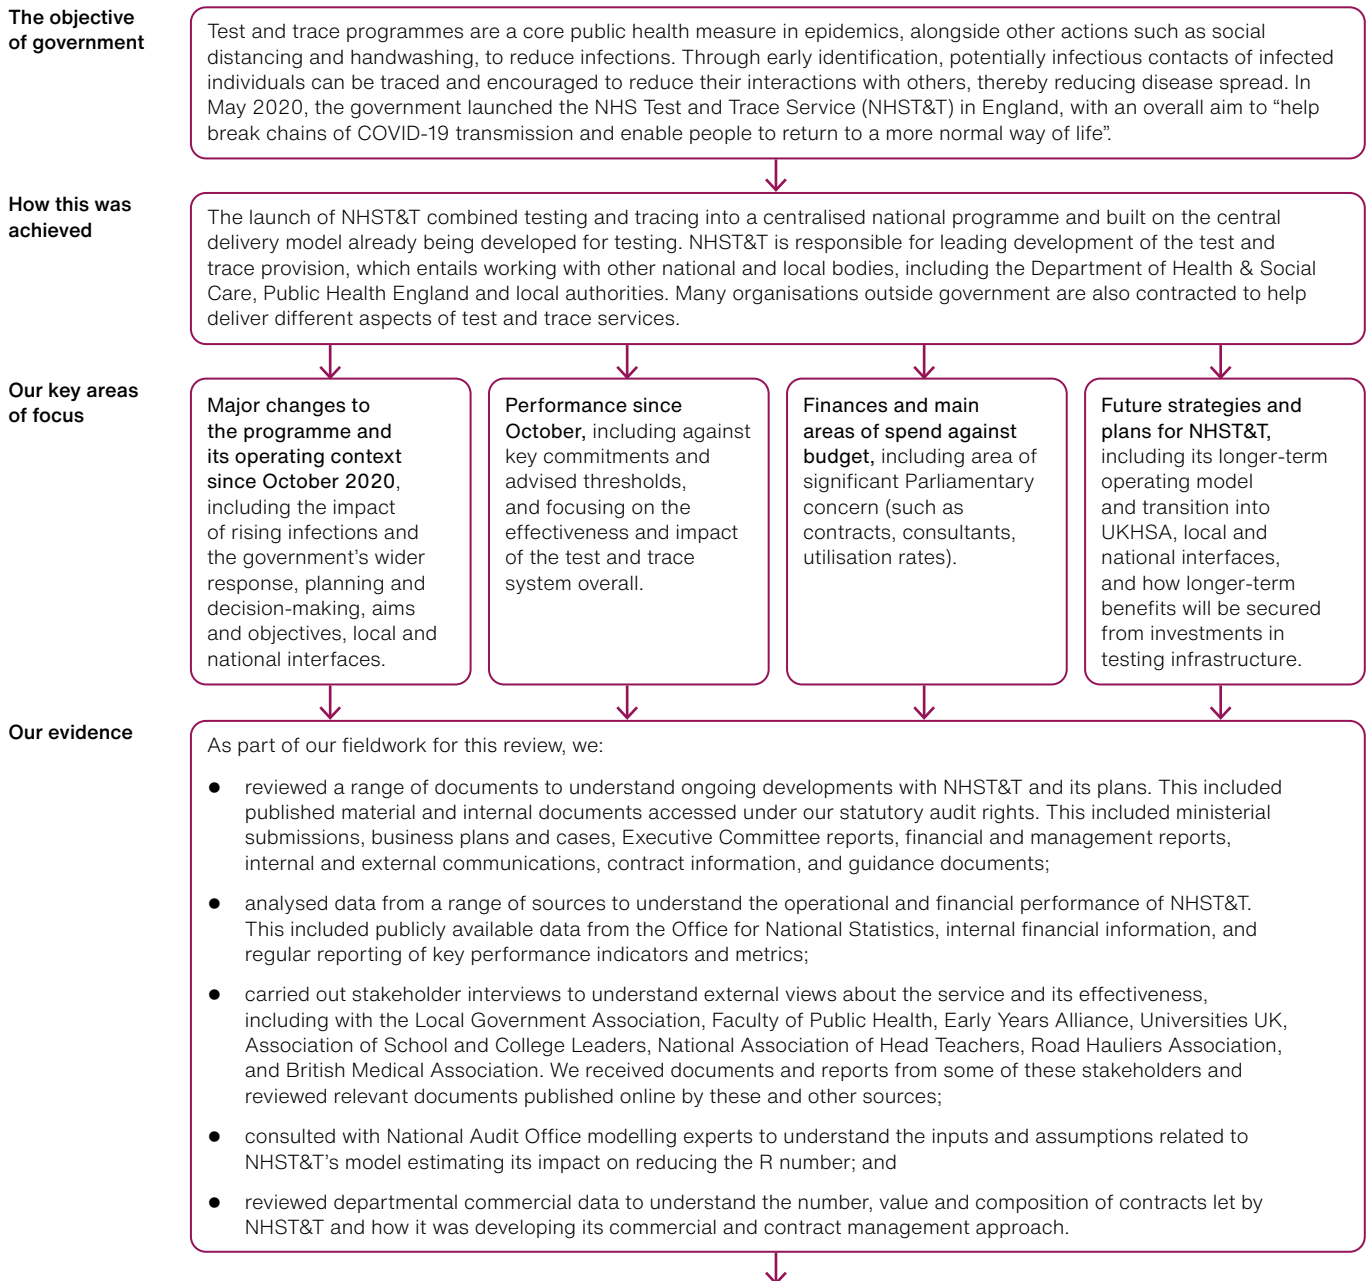 The objective
of government
Test and trace programmes are a core public health measure in epidemics, alongside other actions such as social
distancing and handwashing, to reduce infections. Through early identification, potentially infectious contacts of infected
individuals can be traced and encouraged to reduce their interactions with others, thereby reducing disease spread. In
May 2020, the government launched the NHS Test and Trace Service (NHST&T) in England, with an overall aim to “help
break chains of COVID-19 transmission and enable people to return to a more normal way of life”.
How this was
achieved
The launch of NHST&T combined testing and tracing into a centralised national programme and built on the central
delivery model already being developed for testing. NHST&T is responsible for leading development of the test and
trace provision, which entails working with other national and local bodies, including the Department of Health & Social
Care, Public Health England and local authorities. Many organisations outside government are also contracted to help
deliver different aspects of test and trace services.
Our key areas
of focus
Major changes to
the programme and
its operating context
since October 2020,
including the impact
of rising infections and
the government’s wider
response, planning and
decision-making, aims
and objectives, local and
national interfaces.
Performance since
October, including against
key commitments and
advised thresholds,
and focusing on the
effectiveness and impact
of the test and trace
system overall.
Finances and main
areas of spend against
budget, including area of
significant Parliamentary
concern (such as
contracts, consultants,
utilisation rates).
Future strategies and
plans for NHST&T,
including its longer-term
operating model
and transition into
UKHSA, local and
national interfaces,
and how longer-term
benefits will be secured
from investments in
testing infrastructure.
Our evidence
As part of our fieldwork for this review, we:
● reviewed a range of documents to understand ongoing developments with NHST&T and its plans. This included
published material and internal documents accessed under our statutory audit rights. This included ministerial
submissions, business plans and cases, Executive Committee reports, financial and management reports,
internal and external communications, contract information, and guidance documents;
● analysed data from a range of sources to understand the operational and financial performance of NHST&T.
This included publicly available data from the Office for National Statistics, internal financial information, and
regular reporting of key performance indicators and metrics;
● carried out stakeholder interviews to understand external views about the service and its effectiveness,
including with the Local Government Association, Faculty of Public Health, Early Years Alliance, Universities UK,
Association of School and College Leaders, National Association of Head Teachers, Road Hauliers Association,
and British Medical Association. We received documents and reports from some of these stakeholders and
reviewed relevant documents published online by these and other sources;
● consulted with National Audit Office modelling experts to understand the inputs and assumptions related to
NHST&T’s model estimating its impact on reducing the R number; and
● reviewed departmental commercial data to understand the number, value and composition of contracts let by
NHST&T and how it was developing its commercial and contract management approach.